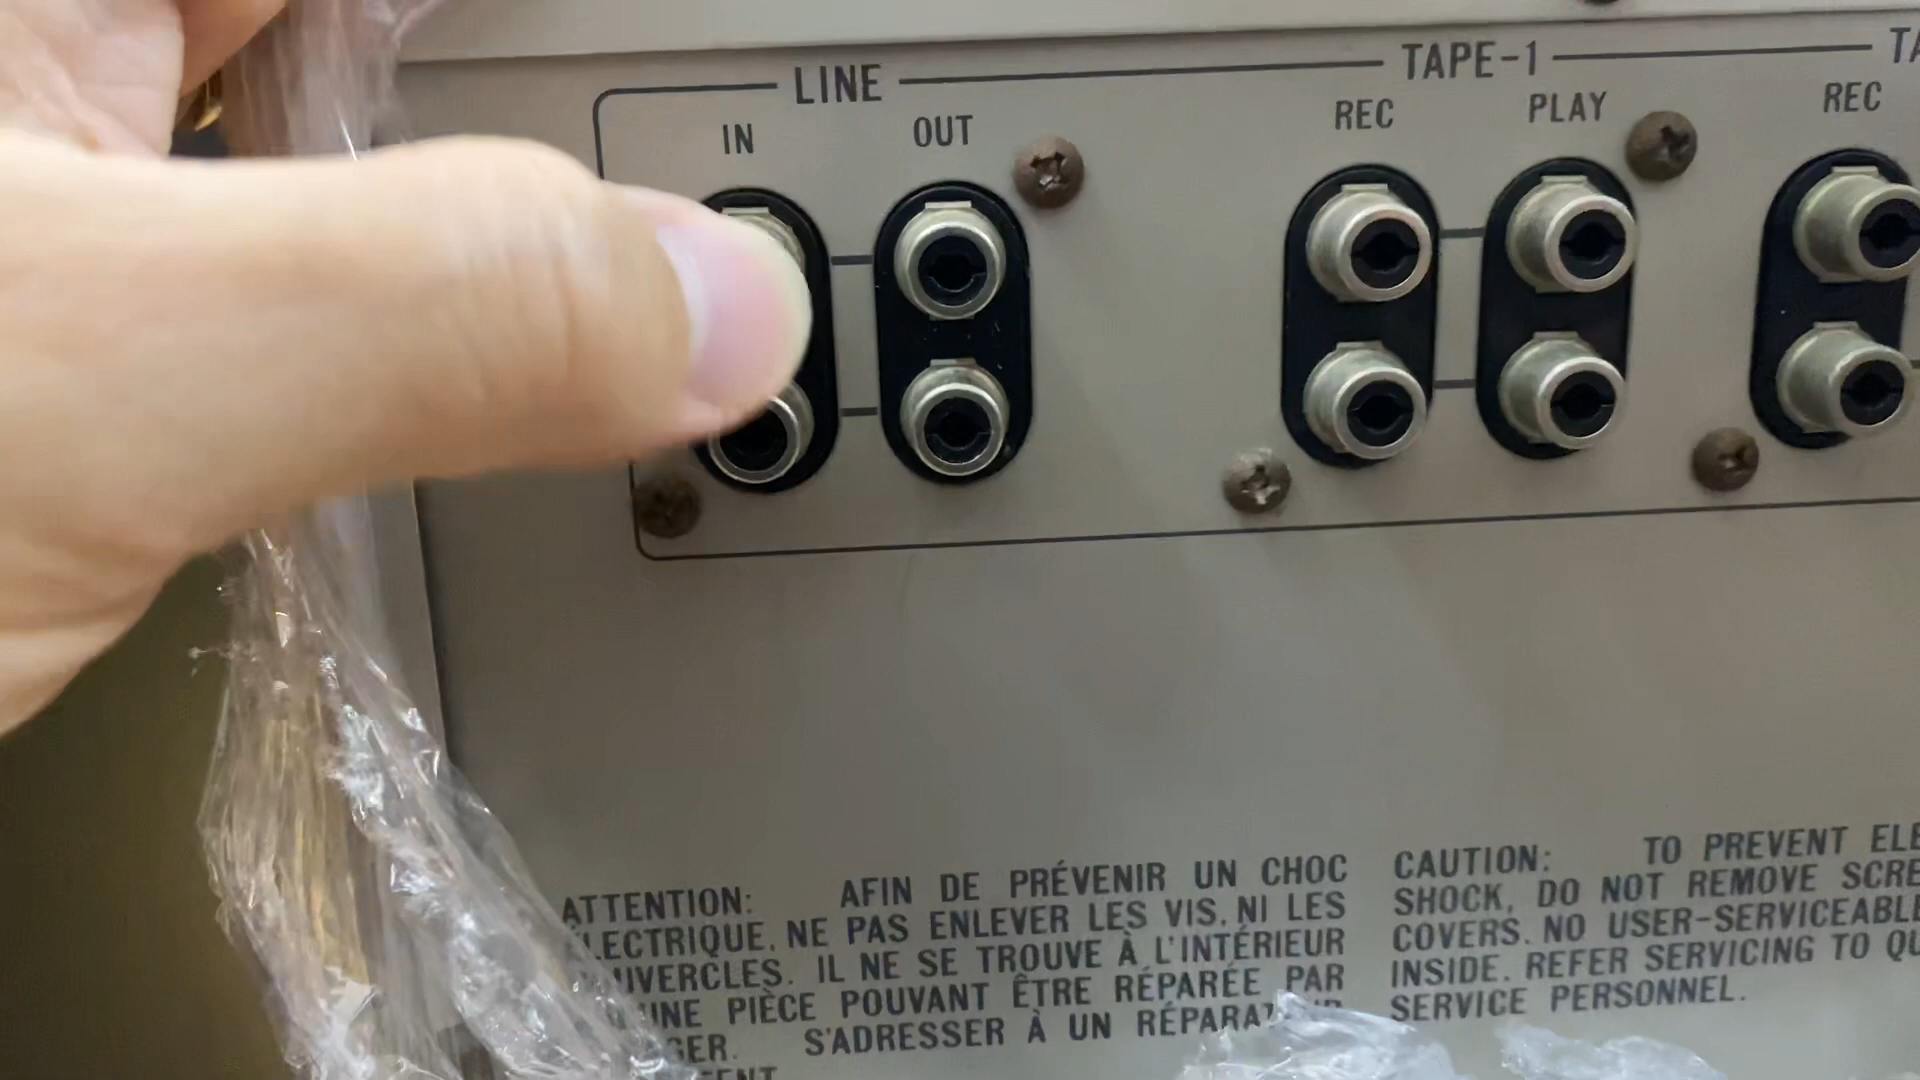 LINE TAPE-1
IN OUT REC PLAY REC
ATTENTION: AFIN DE PRÉVENIR UN CHOC
ÉLECTRIQUE, NE PAS ENLEVER LES VIS, NI LES
COUVERCLES. IL NE SE TROUVE À L'INTÉRIEUR
UNE PIÈCE POUVANT ÊTRE RÉPARÉE PAR
S'ADRESSER À UN
CAUTION: TO PREVENT
SHOCK, DO NOT REMOVE
COVERS. NO USER-SERVICEABLE
INSIDE. REFER SERVICING TO
SERVICE PERSONNEL.